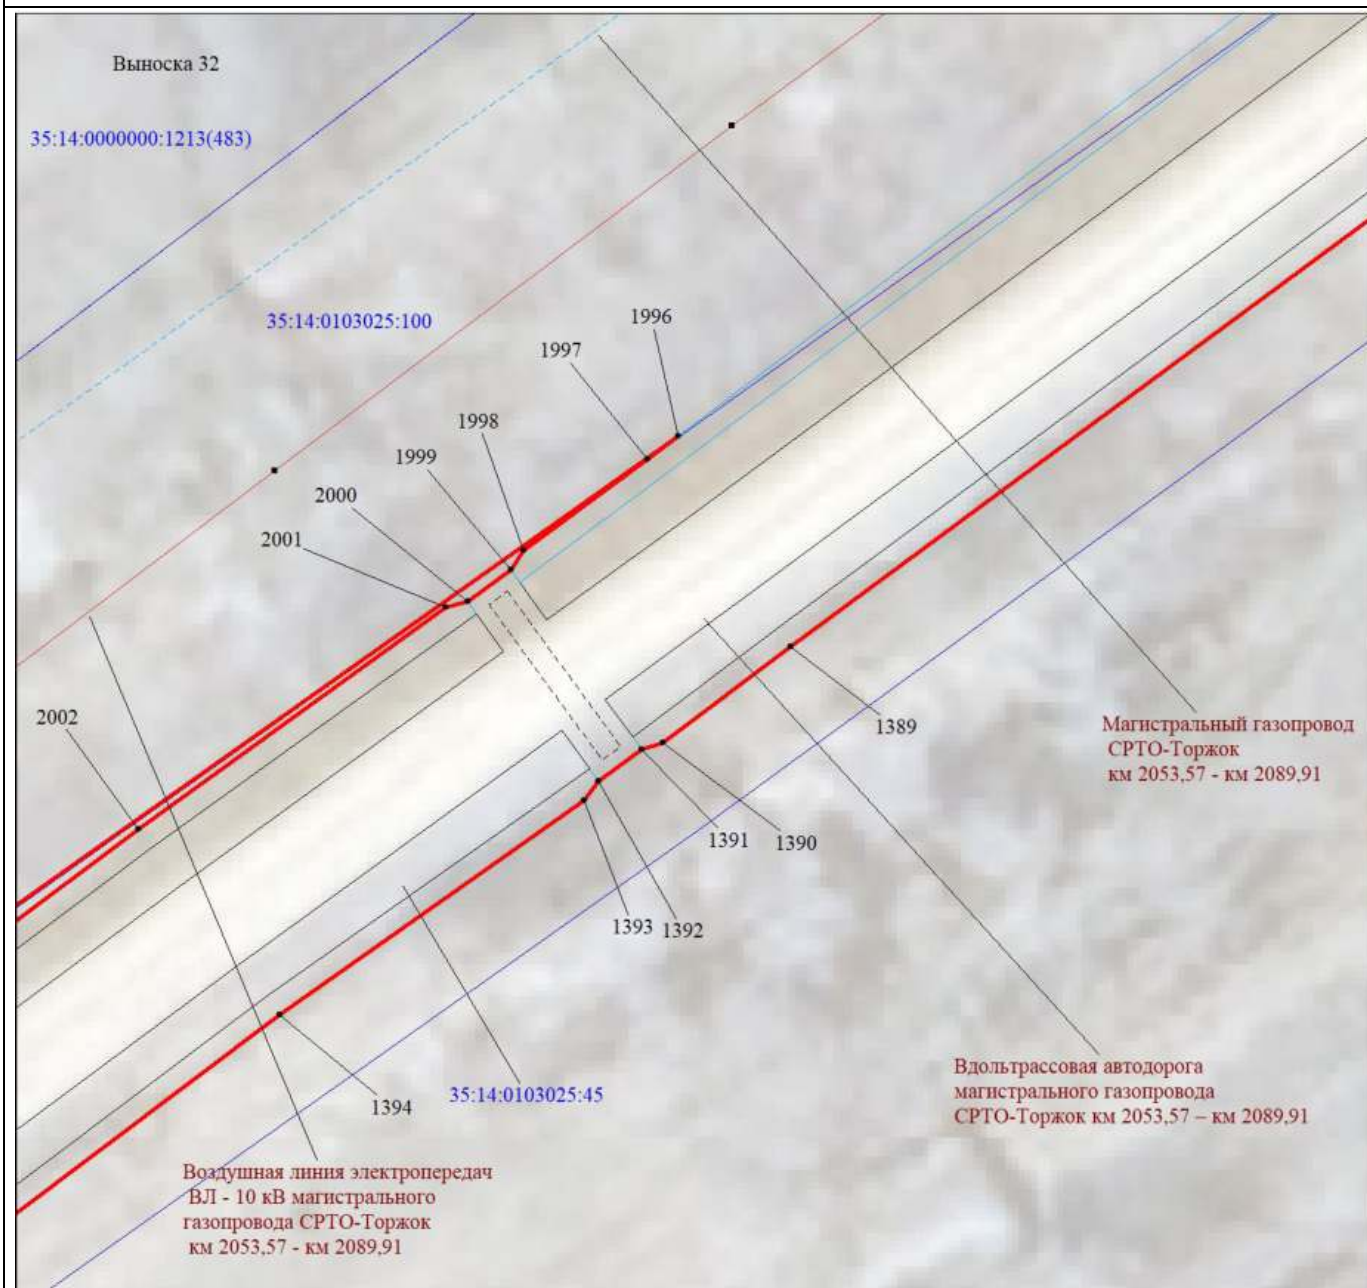 Выноска 32
35:14:0000000:1213(483)
35:14:0103025:100
1996
1997
1998
1999
2000
2001
2002
1389
Магистральный газопровод
СРТО-Торжок
км 2053,57 - км 2089,91
1391
1390
1393
1392
Вдольтрассовая автодорога
магистрального газопровода
СРТО-Торжок км 2053,57 – км 2089,91
35:14:0103025:45
1394
Воздушная линия электропередач
ВЛ - 10 кВ магистрального
газопровода СРТО-Торжок
км 2053,57 - км 2089,91